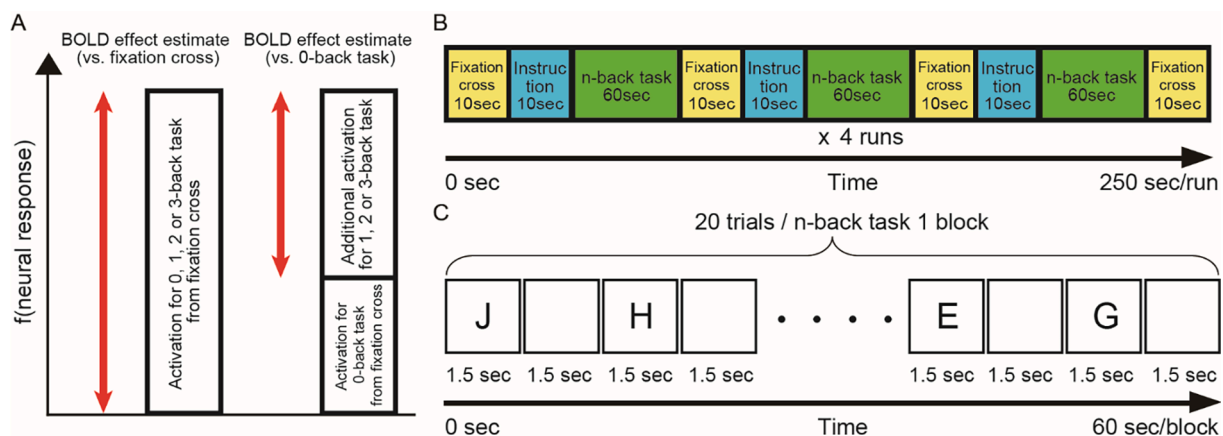 A
BOLD effect estimate
(vs. fixation cross)
BOLD effect estimate
(vs. 0-back task)
f(neural response)
Activation for 0, 1, 2 or 3-back task
from fixation cross
Additional activation
for 1, 2 or 3-back task
Activation for
0-back task
from fixation cross
B
Fixation
cross
10sec
Instruc
tion
10sec
n-back task
60sec
Fixation
cross
10sec
Instruc
tion
10sec
n-back task
60sec
Fixation
cross
10sec
Instruc
tion
10sec
n-back task
60sec
Fixation
cross
10sec
x 4 runs
0 sec
Time
250 sec/run
C
20 trials / n-back task 1 block
J
H
E
G
1.5 sec
1.5 sec
1.5 sec
1.5 sec
1.5 sec
1.5 sec
1.5 sec
1.5 sec
0 sec
Time
60 sec/block